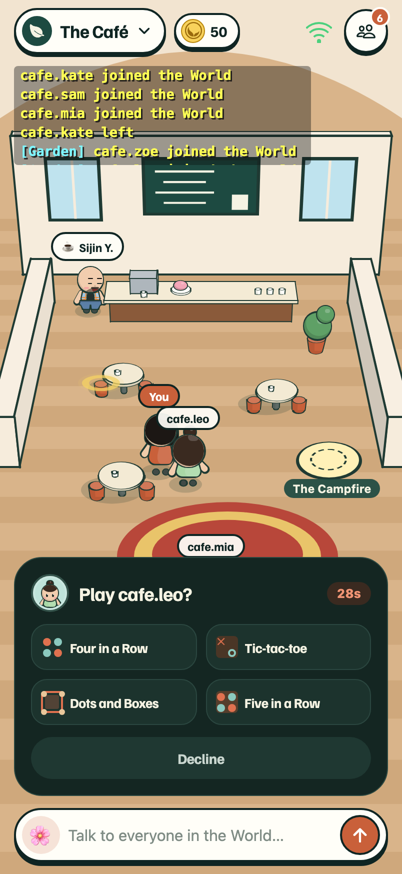 The Café
50
6
cafe.kate joined the World
cafe.sam joined the World
cafe.mia joined the World
cafe.kate left
[Garden] cafe.zoe joined the World
Sijin Y.
You
cafe.leo
The Campfire
cafe.mia
Play cafe.leo?
28s
Four in a Row
Tic-tac-toe
Dots and Boxes
Five in a Row
Decline
Talk to everyone in the World...